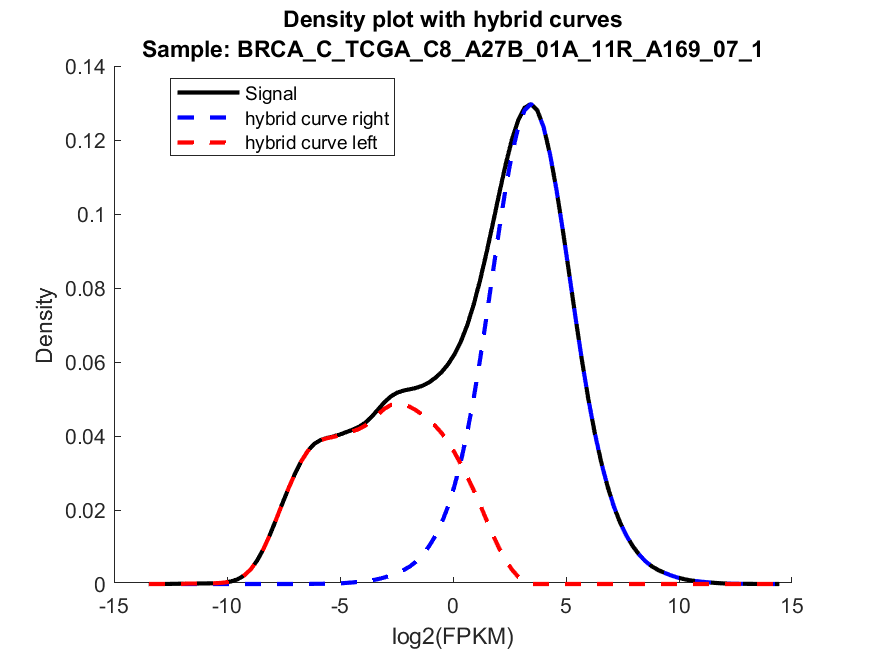 Density plot with hybrid curves
Sample: BRCA_C_TCGA_C8_A27B_01A_11R_A169_07_1
0.14
0.12
0.1
0.08
0.06
0.04
0.02
0
Density
Signal
hybrid curve right
hybrid curve left
-15 -10 -5 0 5 10 15
log2(FPKM)